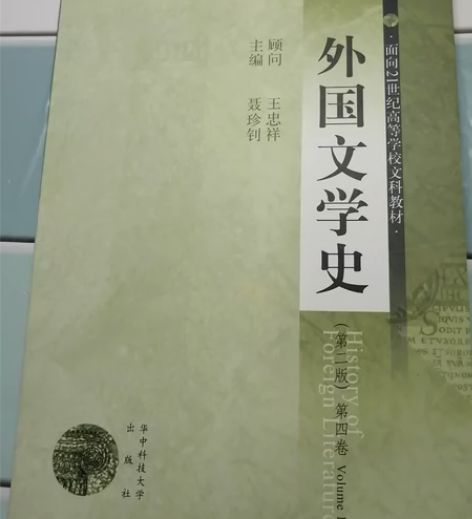 ·面向21世纪高等学校文科教材·
外国文学史
(第二版) 第四卷 Volume
History of
Foreign Literature
顾问 王忠祥
主编 聂珍钊
华中科技大学
出版社